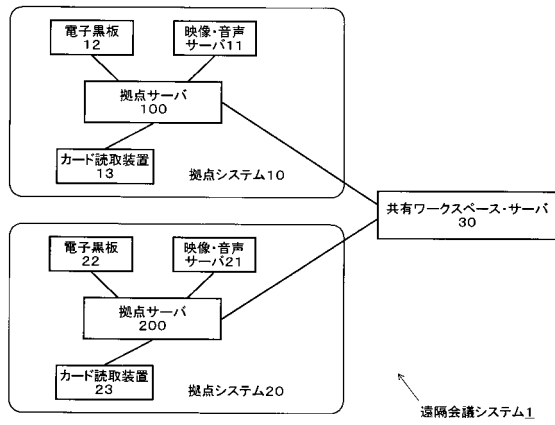 電子黒板
12
映像・音声
サーバ11
拠点サーバ
100
カード読取装置
13
拠点システム10
共有ワークスペース・サーバ
30
電子黒板
22
映像・音声
サーバ21
拠点サーバ
200
カード読取装置
23
拠点システム20
遠隔会議システム1